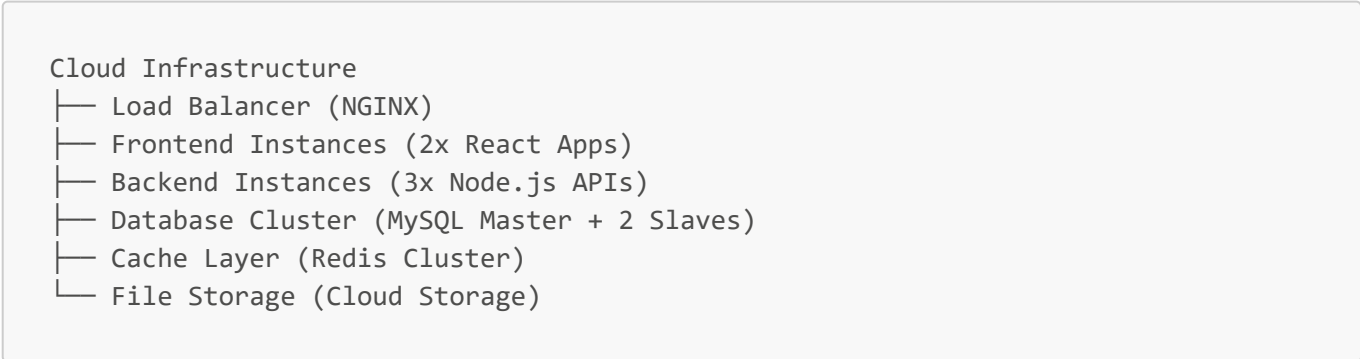 Cloud Infrastructure
├── Load Balancer (NGINX)
├── Frontend Instances (2x React Apps)
├── Backend Instances (3x Node.js APIs)
├── Database Cluster (MySQL Master + 2 Slaves)
├── Cache Layer (Redis Cluster)
└── File Storage (Cloud Storage)